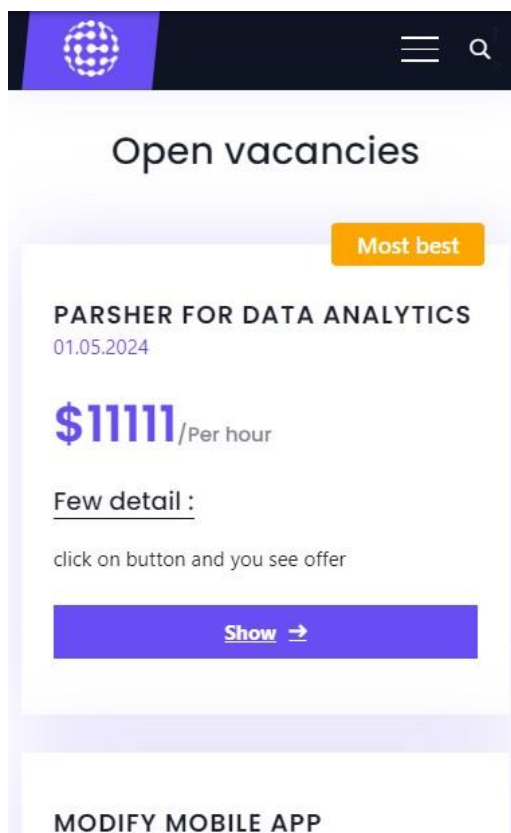 Open vacancies
Most best
PARSHER FOR DATA ANALYTICS
01.05.2024
$11111/Per hour
Few detail :
click on button and you see offer
Show →
MODIFY MOBILE APP